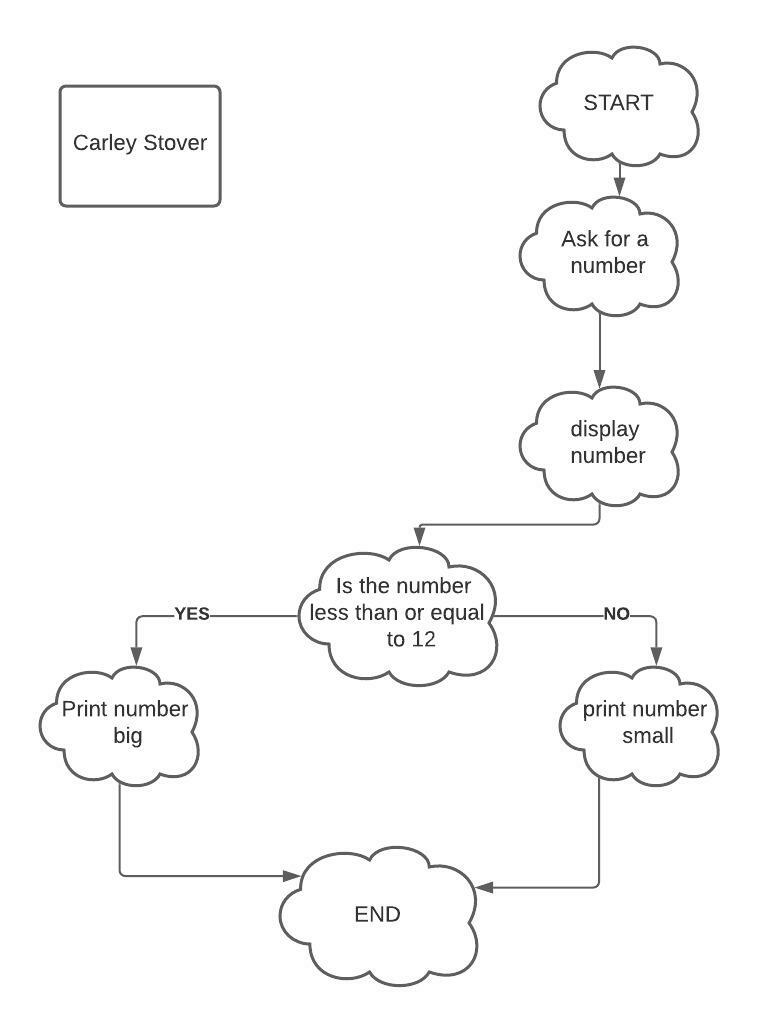 Carley Stover
START
Ask for a
number
display
number
Is the number
less than or equal
to 12
YES
NO
Print number
big
print number
small
END